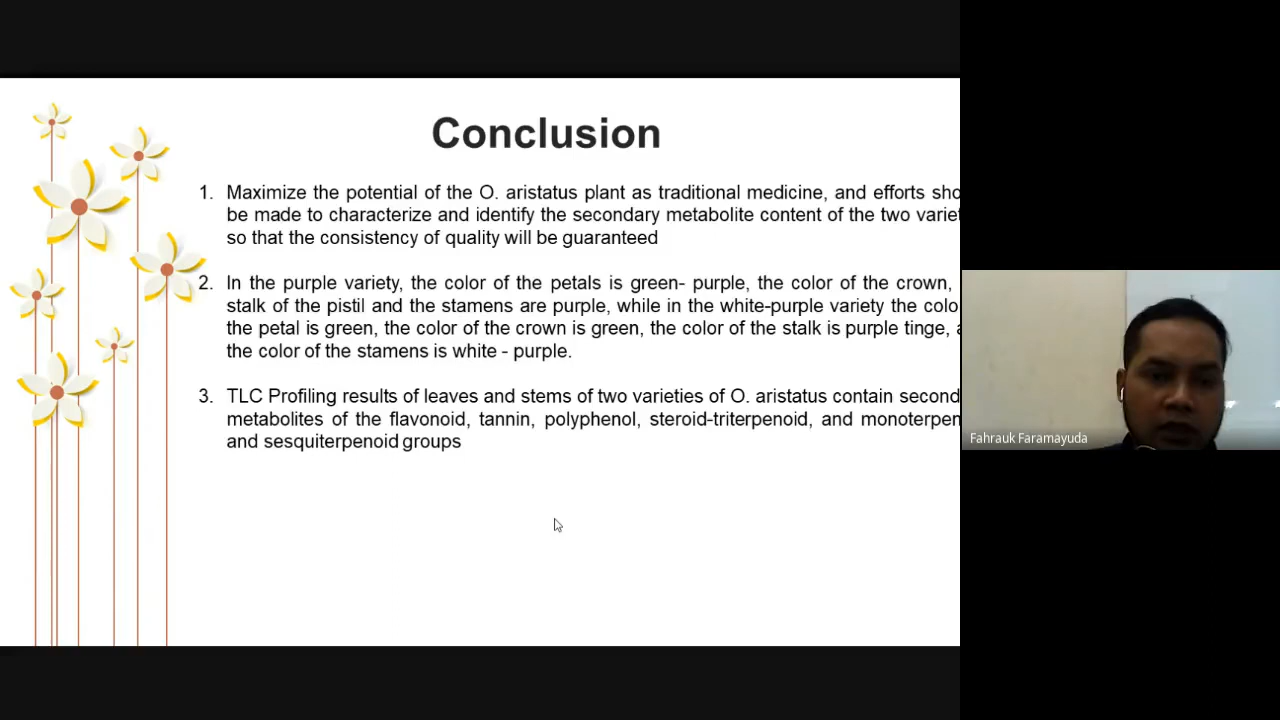 Conclusion
1. Maximize the potential of the O. aristatus plant as traditional medicine, and efforts
be made to characterize and identify the secondary metabolite content of the two
so that the consistency of quality will be guaranteed
2. In the purple variety, the color of the petals is green- purple, the color of the crown,
stalk of the pistil and the stamens are purple, while in the white-purple variety the
the petal is green, the color of the crown is green, the color of the stalk is purple tinge,
the color of the stamens is white - purple.
3. TLC Profiling results of leaves and stems of two varieties of O. aristatus contain
metabolites of the flavonoid, tannin, polyphenol, steroid-triterpenoid, and
and sesquiterpenoid groups
Fahrauk Faramayuda